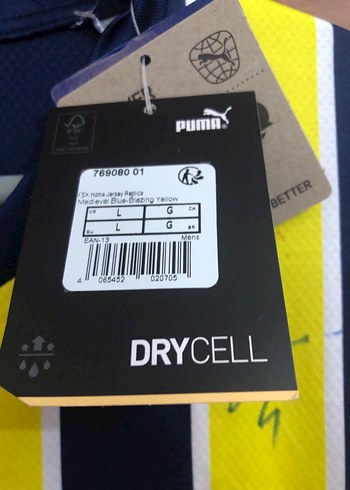 FSC
PUMA
769080 01
FSK Home Jersey Replica
Medieval Blue-Blazing Yellow
US L G CA
EU L G BR
EAN-13 Mens
4 065452 020705
BETTER
DRYCELL